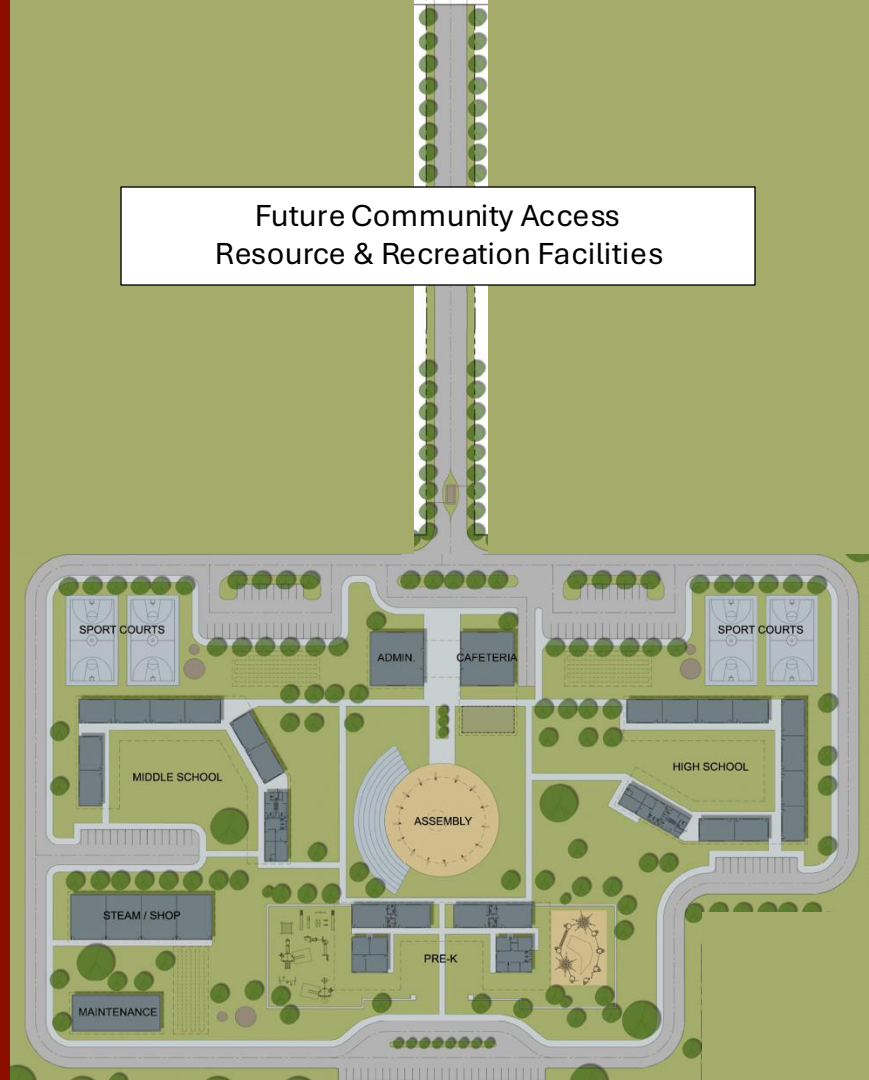 Future Community Access
Resource & Recreation Facilities
SPORT COURTS
SPORT COURTS
ADMIN.
CAFETERIA
MIDDLE SCHOOL
HIGH SCHOOL
ASSEMBLY
STEAM / SHOP
PRE-K
MAINTENANCE